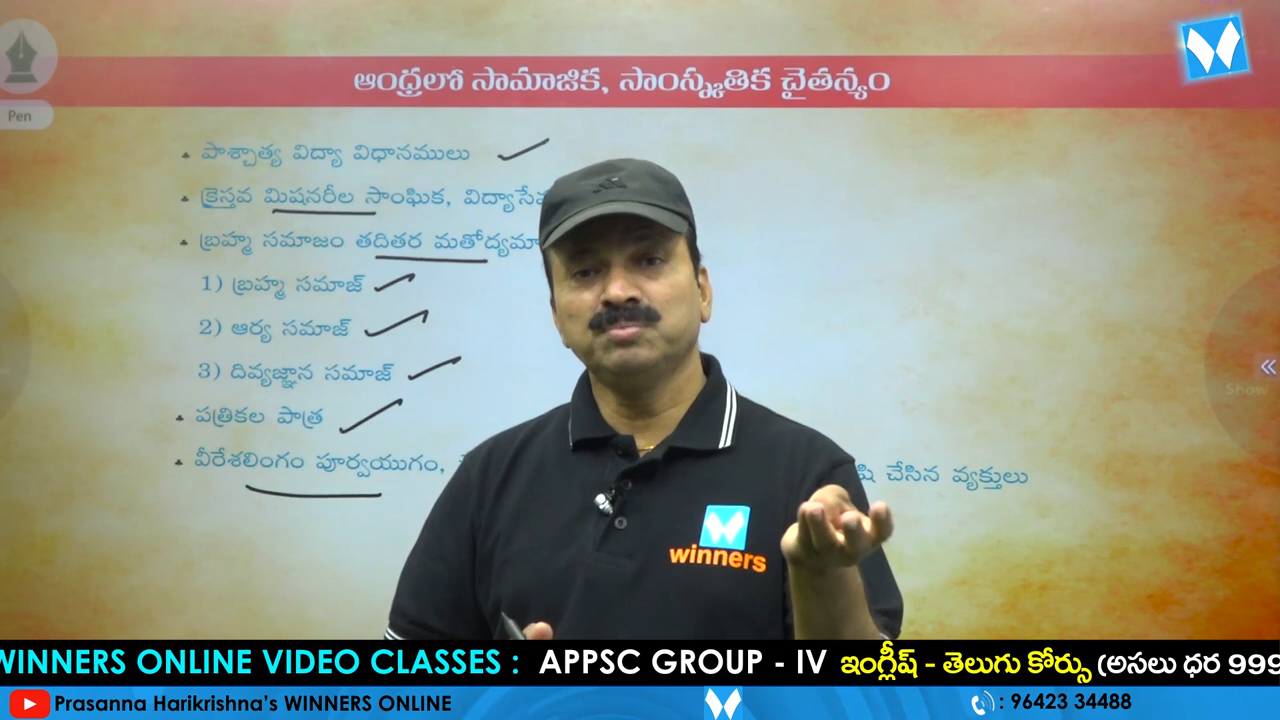 Pen
ఆంధ్రలో సామాజిక, సాంస్కృతిక చైతన్యం
పాశ్చాత్య విద్యా విధానములు
క్రైస్తవ మిషనరీల సాంఘిక,
బ్రహ్మ సమాజం తదితర
1) బ్రహ్మ సమాజ్
2) ఆర్య సమాజ్
3) దివ్యజ్ఞాన సమాజ్
Show
పత్రికల పాత్ర
వీరేశలింగం పూర్వయుగం, చేసిన వ్యక్తులు
winners
WINNERS ONLINE VIDEO CLASSES : APPSC GROUP - IV ఇంగ్లీష్ - తెలుగు కోర్సు (అసలు ధర 999
Prasanna Harikrishna's WINNERS ONLINE : 96423 34488